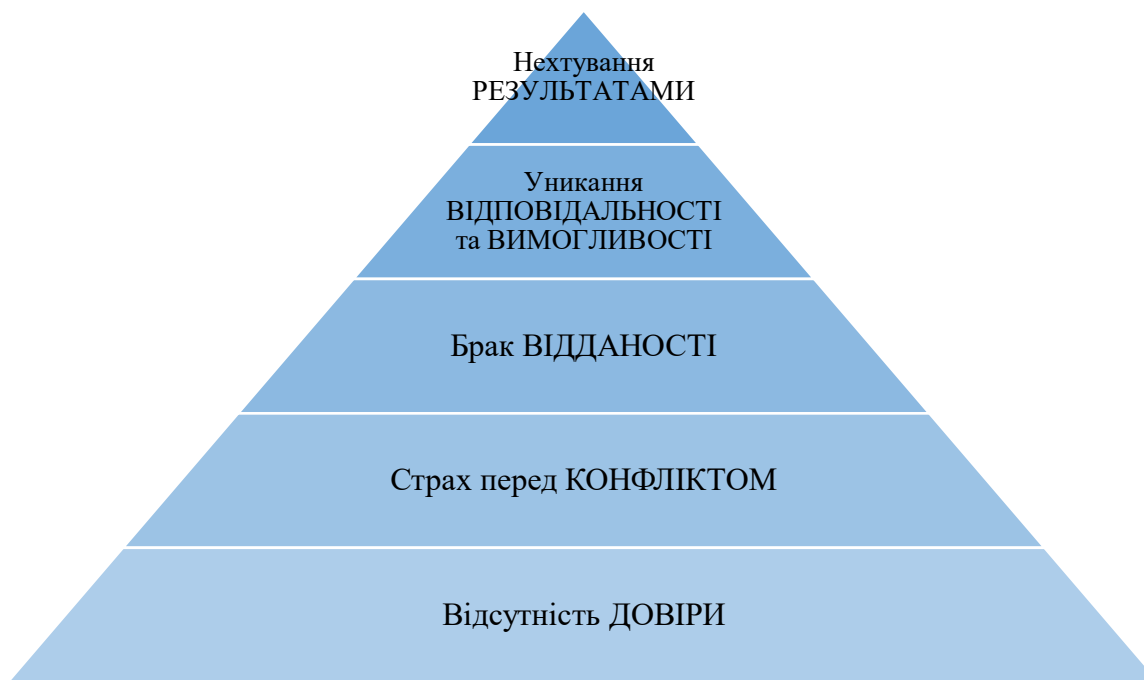 Нехтування
РЕЗУЛЬТАТАМИ
Уникання
ВІДПОВІДАЛЬНОСТІ
та ВИМОГЛИВОСТІ
Брак ВІДДАНОСТІ
Страх перед КОНФЛІКТОМ
Відсутність ДОВІРИ